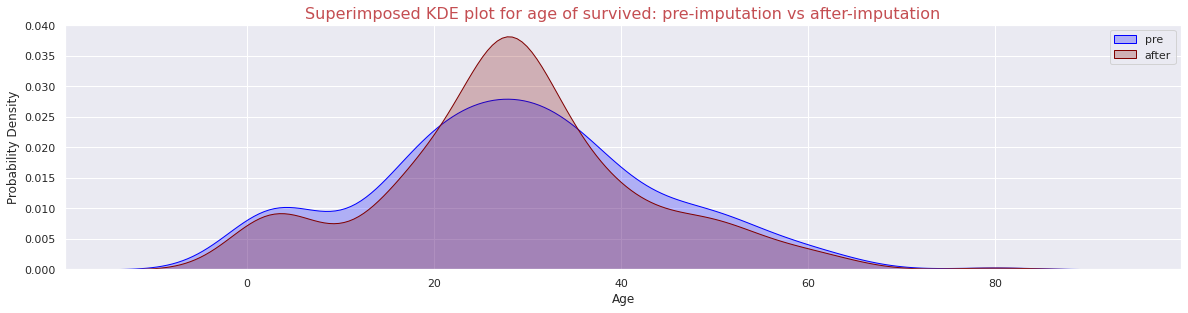 Superimposed KDE plot for age of survived: pre-imputation vs after-imputation
0.040
0.035
0.030
0.025
0.020
0.015
0.010
0.005
0.000
Probability Density
pre
after
0 20 40 60 80
Age